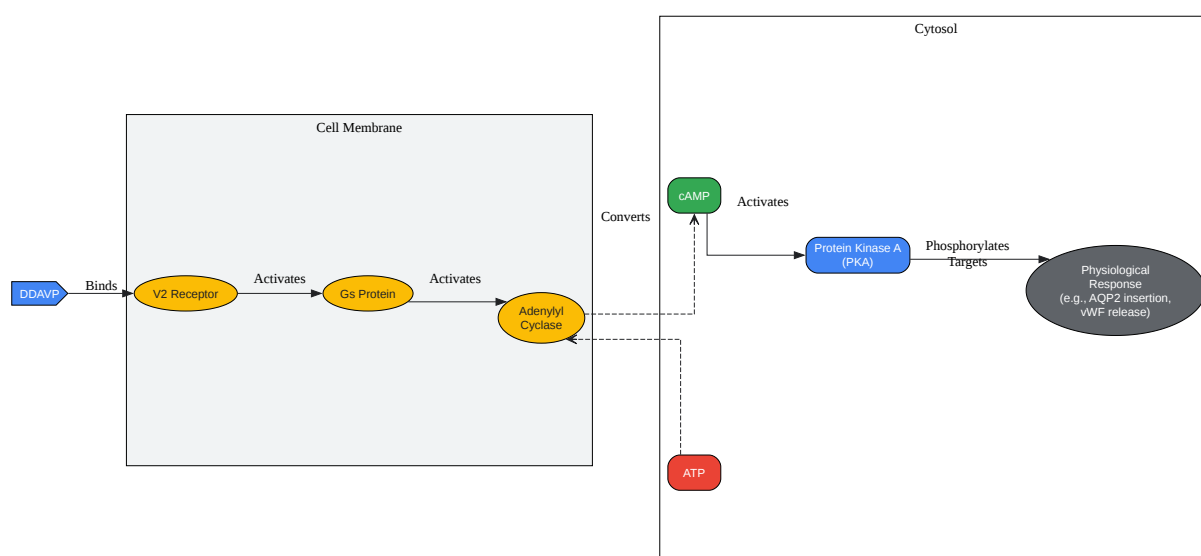 Cytosol
Cell Membrane
cAMP
Activates
Converts
Protein Kinase A
(PKA)
Phosphorylates
Targets
Physiological
Response
(e.g., AQP2 insertion,
vWF release)
DDAVP
Binds
V2 Receptor
Activates
Gs Protein
Activates
Adenylyl
Cyclase
ATP